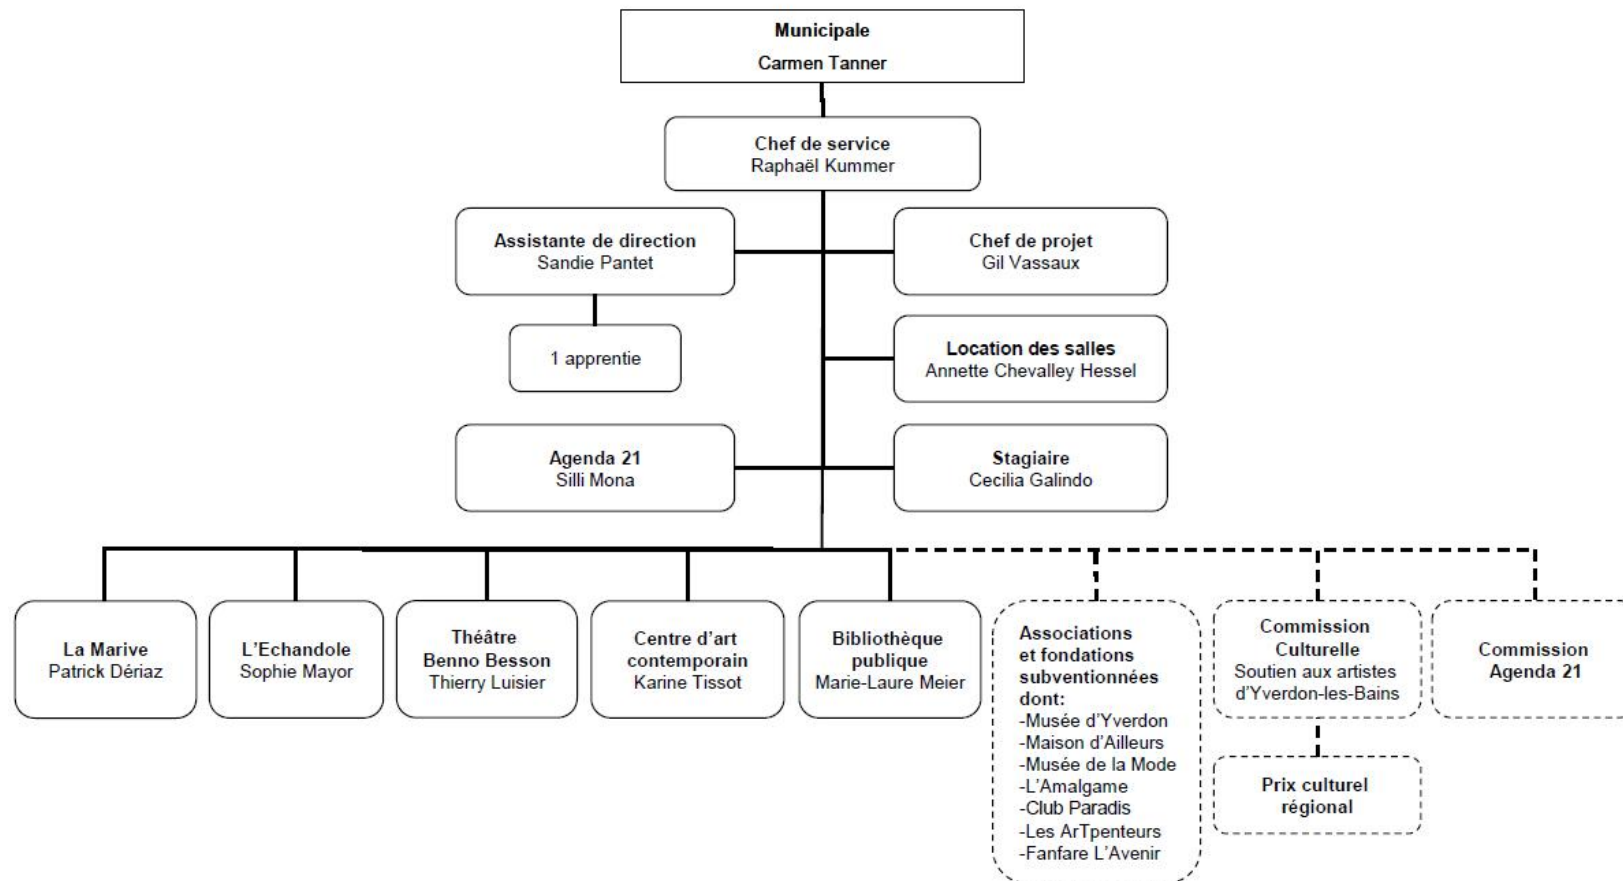 Municipale
Carmen Tanner
Chef de service
Raphaël Kummer
Assistante de direction
Sandie Pantet
Chef de projet
Gil Vassaux
1 apprentie
Location des salles
Annette Chevalley Hessel
Agenda 21
Silli Mona
Stagiaire
Cecilia Galindo
La Marive
Patrick Dériaz
L'Echandole
Sophie Mayor
Théâtre
Benno Besson
Thierry Luisier
Centre d'art
contemporain
Karine Tissot
Bibliothèque
publique
Marie-Laure Meier
Associations
et fondations
subventionnées
dont:
-Musée d'Yverdon
-Maison d'Ailleurs
-Musée de la Mode
-L'Amalgame
-Club Paradis
-Les ArTpenteurs
-Fanfare L'Avenir
Commission
Culturelle
Soutien aux artistes
d'Yverdon-les-Bains
Prix culturel
régional
Commission
Agenda 21